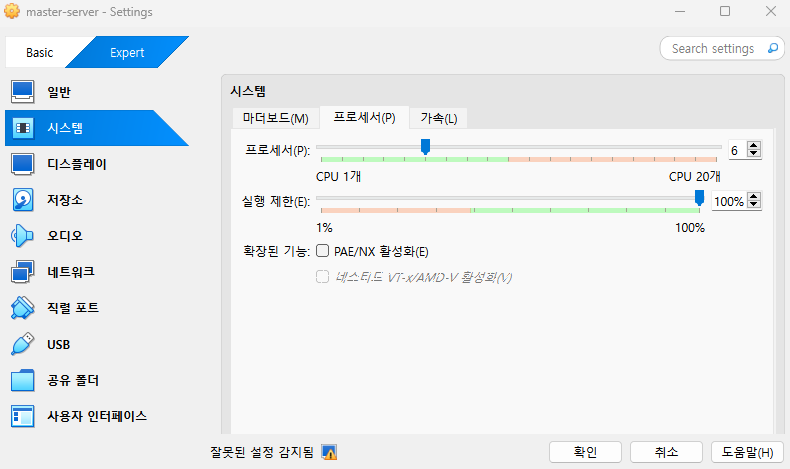 master-server - Settings
Basic
Expert
Search settings
일반
시스템
디스플레이
저장소
오디오
네트워크
직렬 포트
USB
공유 폴더
사용자 인터페이스
시스템
마더보드(M) 프로세서(P) 가속(L)
프로세서(P): 6
CPU 1개 CPU 20개
실행 제한(E): 100%
1% 100%
확장된 기능: PAE/NX 활성화(E)
네스티드 VT-x/AMD-V 활성화(V)
잘못된 설정 감지됨
확인 취소 도움말(H)